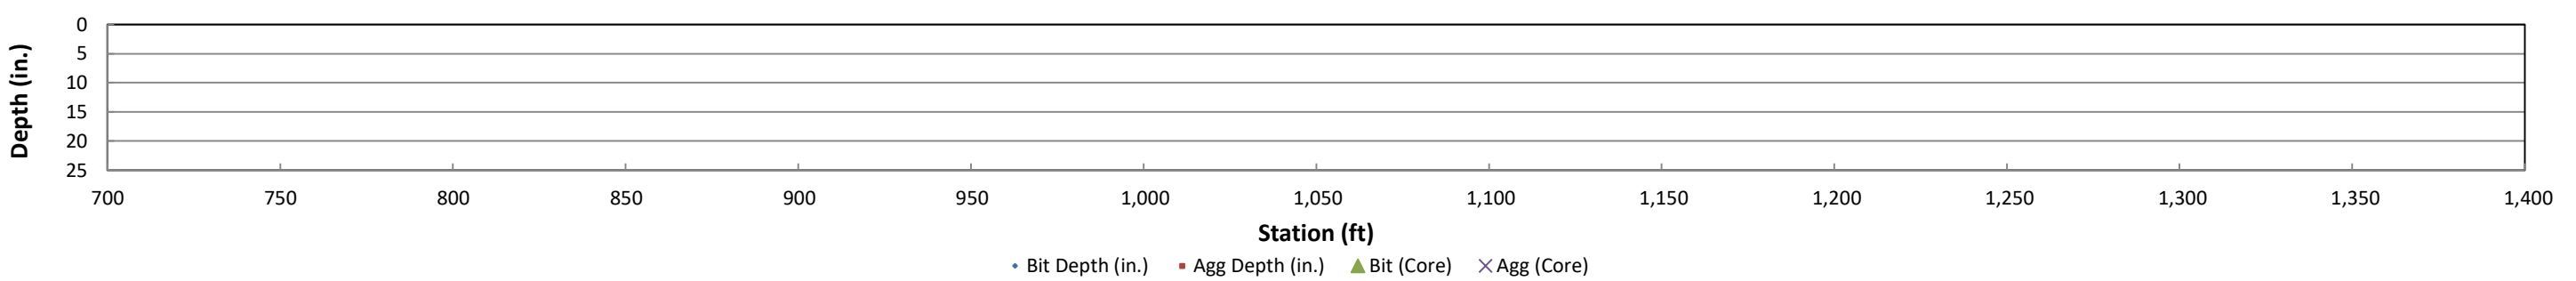 Depth (in.)
0
5
10
15
20
25
700 750 800 850 900 950 1,000 1,050 1,100 1,150 1,200 1,250 1,300 1,350 1,400
Station (ft)
Bit Depth (in.) Agg Depth (in.) Bit (Core) Agg (Core)